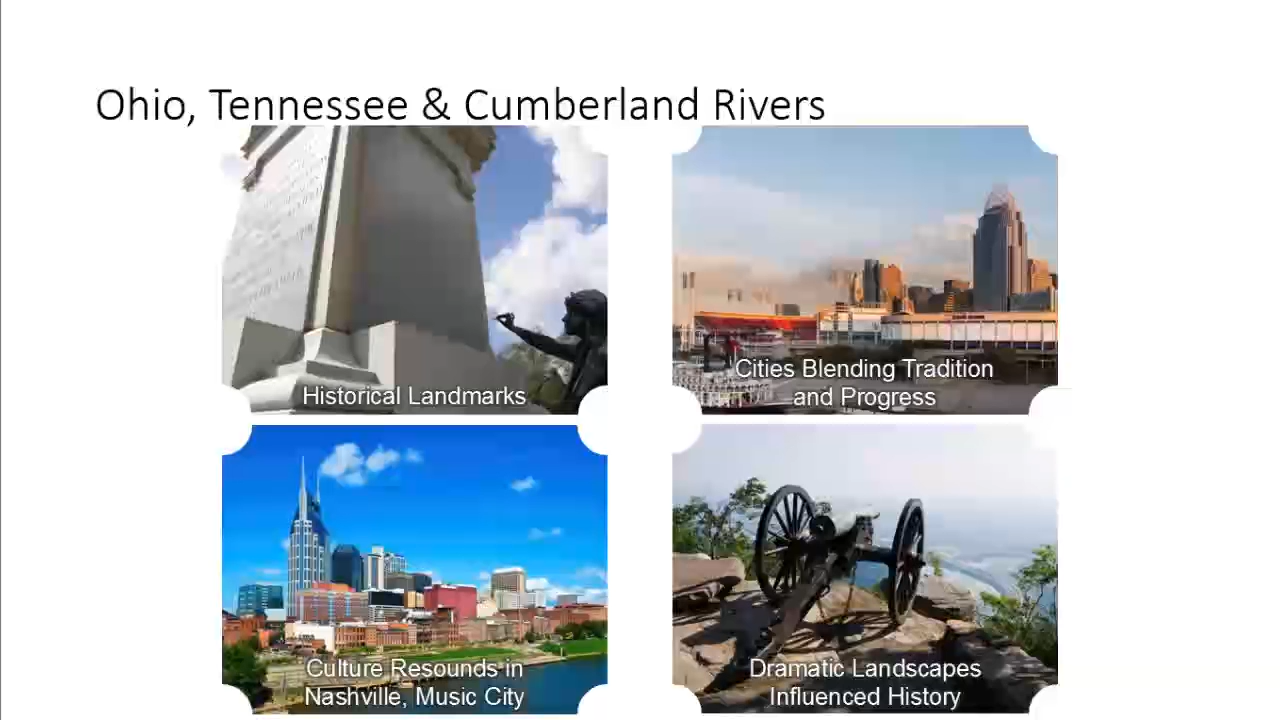 Ohio, Tennessee & Cumberland Rivers
Historical Landmarks
Cities Blending Tradition
and Progress
Culture Resounds in
Nashville, Music City
Dramatic Landscapes
Influenced History